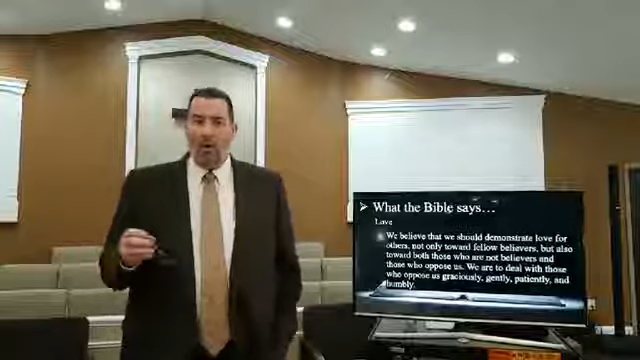 ➢ What the Bible says…
Love
We believe that we should demonstrate love for
others, not only toward fellow believers, but also
toward both those who are not believers and
those who oppose us. We are to deal with those
who oppose us graciously, gently, patiently, and
humbly.